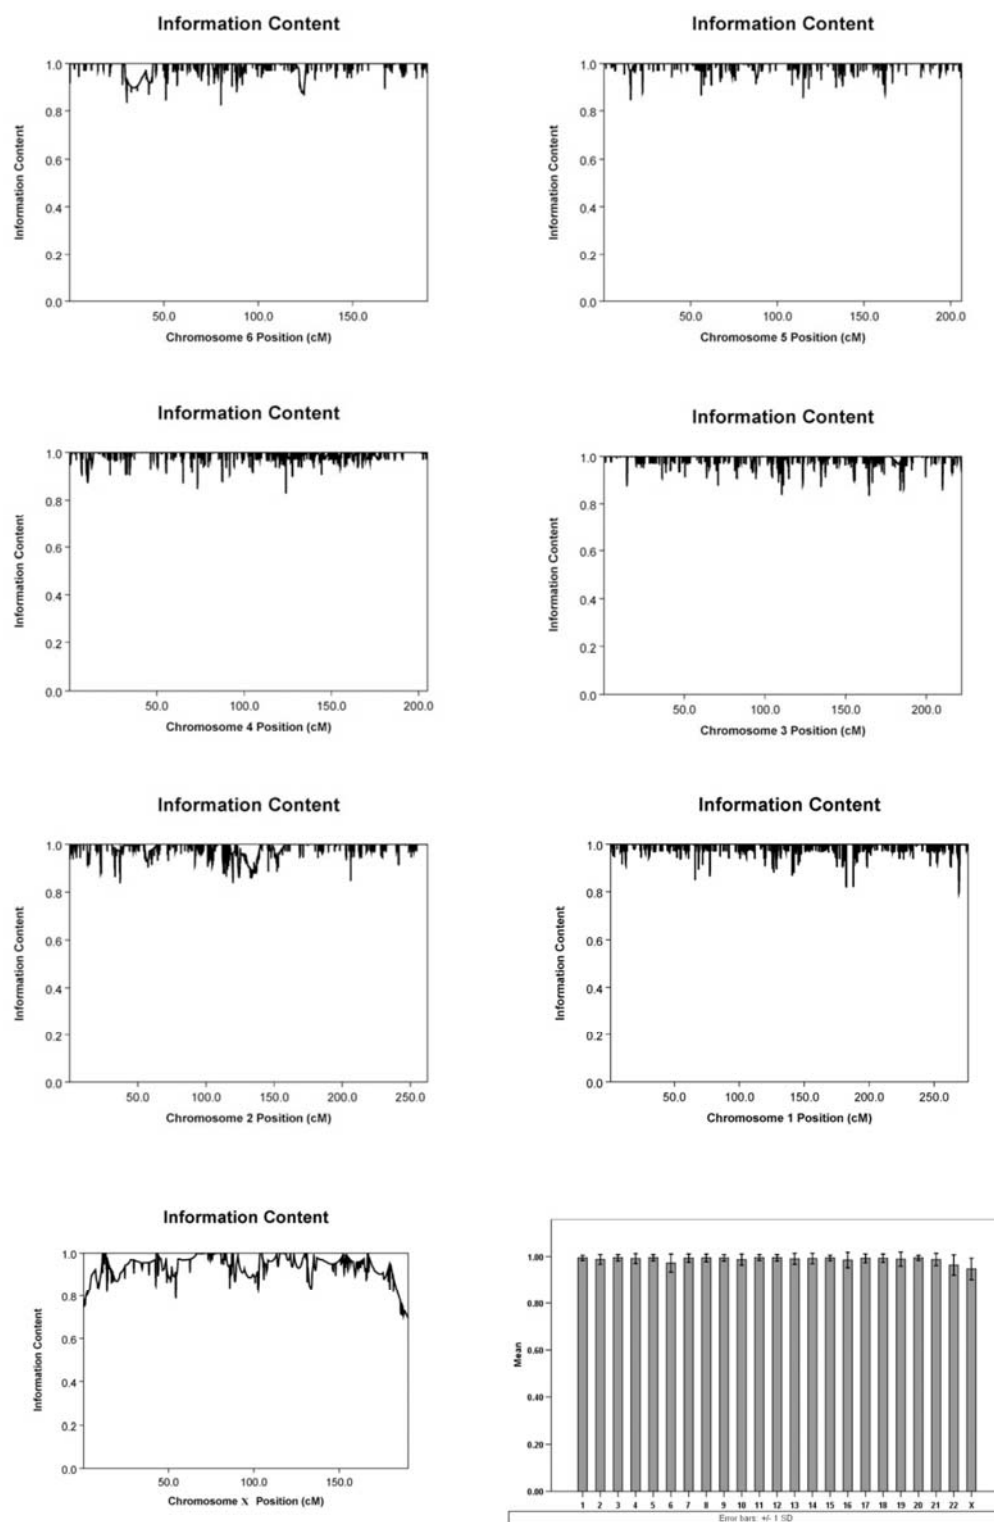 Information Content
Information Content
1.0
0.8
0.6
0.4
0.2
0.0
50.0 100.0 150.0
Chromosome 6 Position (cM)
Information Content
Information Content
1.0
0.8
0.6
0.4
0.2
0.0
50.0 100.0 150.0 200.0
Chromosome 5 Position (cM)
Information Content
Information Content
1.0
0.8
0.6
0.4
0.2
0.0
50.0 100.0 150.0 200.0
Chromosome 4 Position (cM)
Information Content
Information Content
1.0
0.8
0.6
0.4
0.2
0.0
50.0 100.0 150.0 200.0
Chromosome 3 Position (cM)
Information Content
Information Content
1.0
0.8
0.6
0.4
0.2
0.0
50.0 100.0 150.0 200.0 250.0
Chromosome 2 Position (cM)
Information Content
Information Content
1.0
0.8
0.6
0.4
0.2
0.0
50.0 100.0 150.0 200.0 250.0
Chromosome 1 Position (cM)
Information Content
Information Content
1.0
0.8
0.6
0.4
0.2
0.0
50.0 100.0 150.0
Chromosome X Position (cM)
Mean
1.00
0.80
0.60
0.40
0.20
0.00
1 2 3 4 5 6 7 8 9 10 11 12 13 14 15 16 17 18 19 20 21 22 X
Error bars: +/- 1 SD